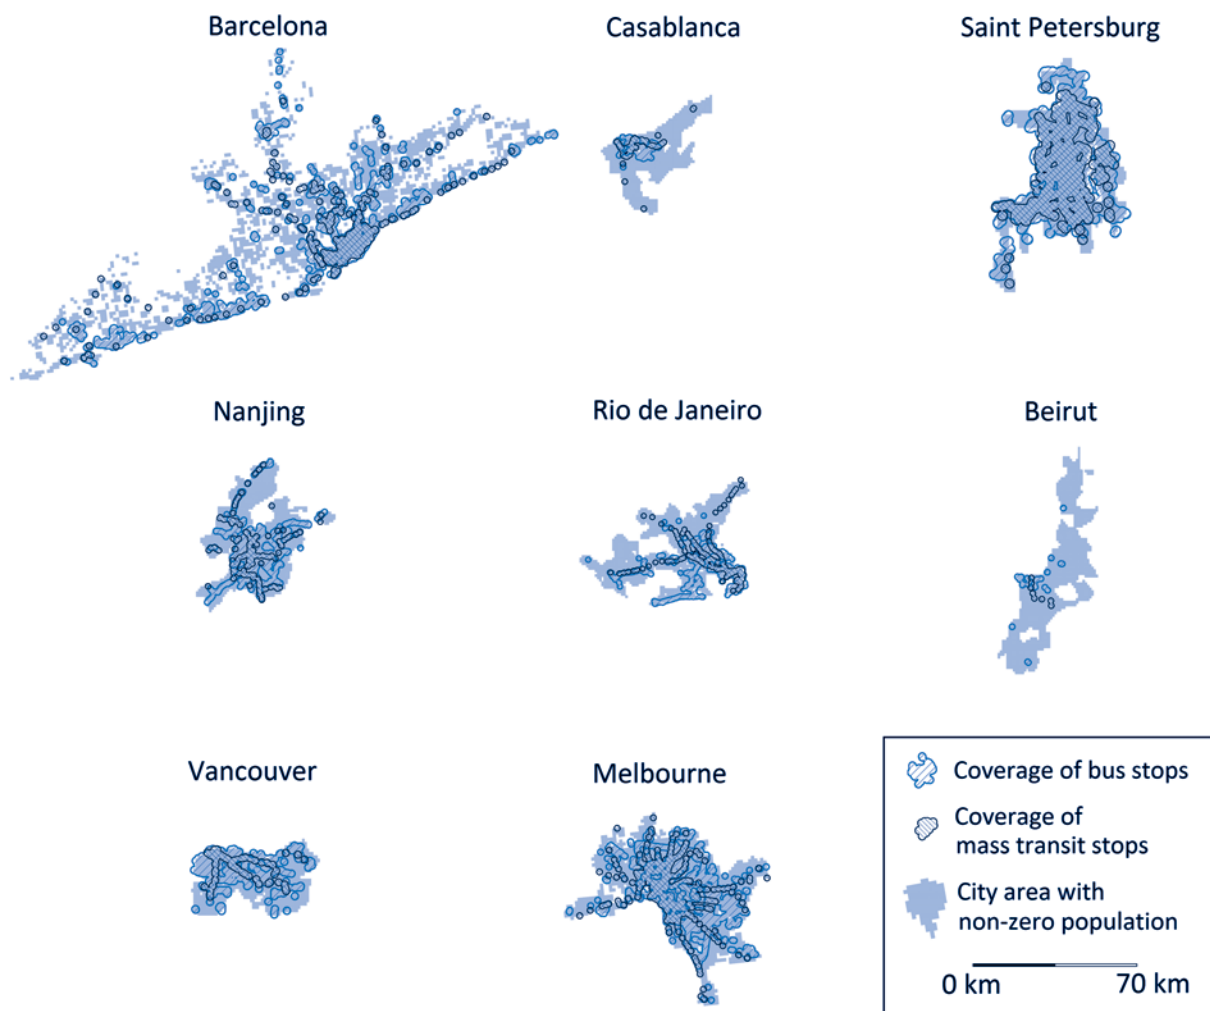 Barcelona
Casablanca
Saint Petersburg
Nanjing
Rio de Janeiro
Beirut
Vancouver
Melbourne
Coverage of bus stops
Coverage of
mass transit stops
City area with
non-zero population
0 km
70 km